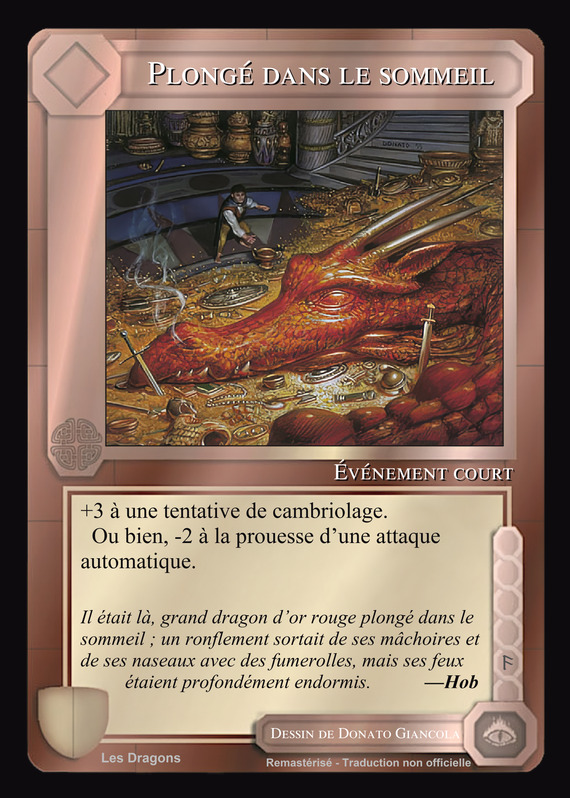 Plongé dans le sommeil
DONATO 95
Événement court
+3 à une tentative de cambriolage.
Ou bien, -2 à la prouesse d’une attaque
automatique.
Il était là, grand dragon d’or rouge plongé dans le
sommeil ; un ronflement sortait de ses mâchoires et
de ses naseaux avec des fumerolles, mais ses feux
étaient profondément endormis. —Hob
Dessin de Donato Giancola
Les Dragons
Remastérisé - Traduction non officielle